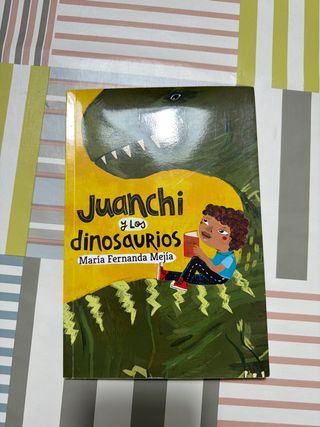 Juanchi
y Los
dinosaurios
María Fernanda Mejía